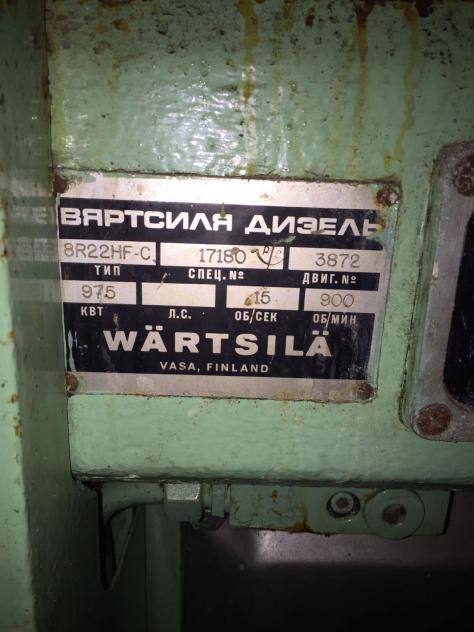 ВЯРТСИЛЯ ДИЗЕЛЬ
8R22HF-C 17180 3872
ТИП СПЕЦ.№ ДВИГ.№
975 15 900
КВТ Л.С. ОБ/СЕК ОБ/МИН
WÄRTSILÄ
VASA, FINLAND